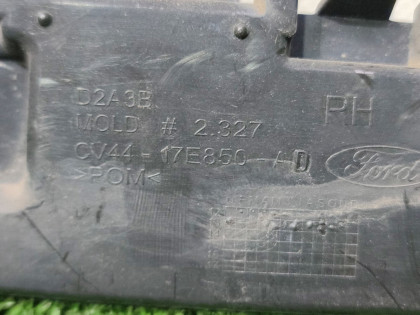 D2A3B
RH
MOLD # 2.327
CV44-17E850-AD
Ford
>POM<